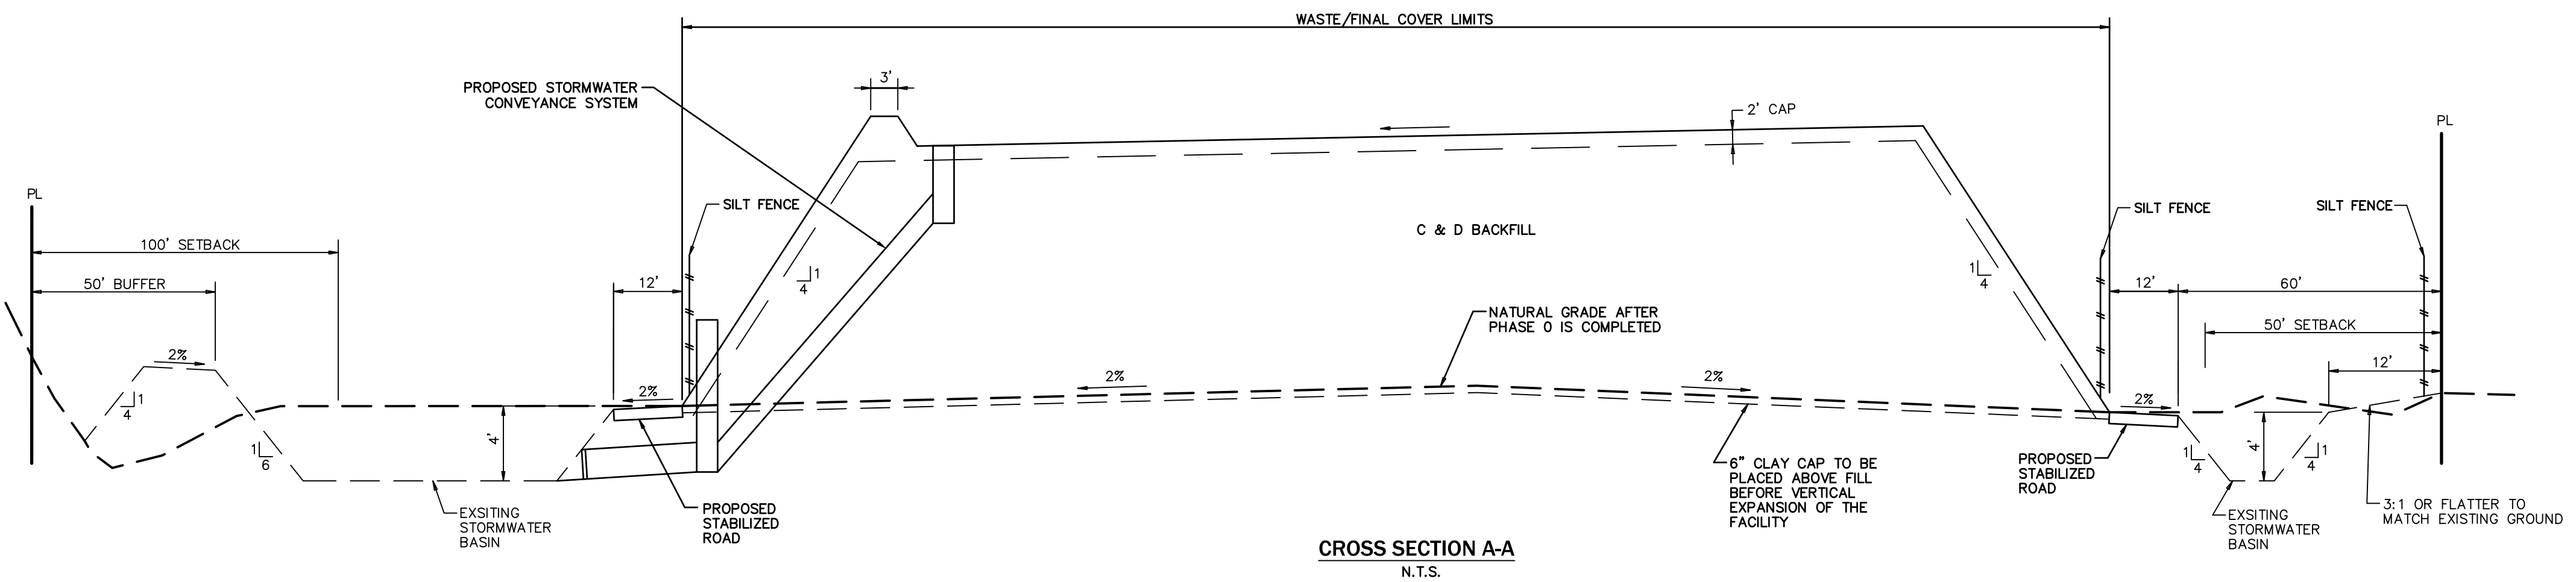 WASTE/FINAL COVER LIMITS
3'
PROPOSED STORMWATER
CONVEYANCE SYSTEM
2' CAP
PL
PL
SILT FENCE
SILT FENCE
SILT FENCE
100' SETBACK
C & D BACKFILL
50' BUFFER
12'
1
4
1
4
12'
60'
NATURAL GRADE AFTER
PHASE 0 IS COMPLETED
50' SETBACK
2%
12'
2%
2%
2%
2%
1
4
4'
1
6
4'
1
4
1
4
PROPOSED
STABILIZED
ROAD
6" CLAY CAP TO BE
PLACED ABOVE FILL
BEFORE VERTICAL
EXPANSION OF THE
FACILITY
EXSITING
STORMWATER
BASIN
PROPOSED
STABILIZED
ROAD
EXSITING
STORMWATER
BASIN
3:1 OR FLATTER TO
MATCH EXISTING GROUND
CROSS SECTION A-A
N.T.S.